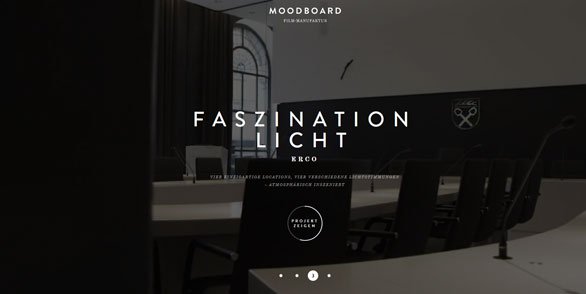 MOODBOARD
FILM-MANUFAKTUR
FASZINATION
LICHT
ERCO
VIER EINZIGARTIGE LOCATIONS, VIER VERSCHIEDENE LICHTSTIMMUNGEN
- ATMOSPHÄRISCH INSZENIERT
PROJEKT
ZEIGEN
3